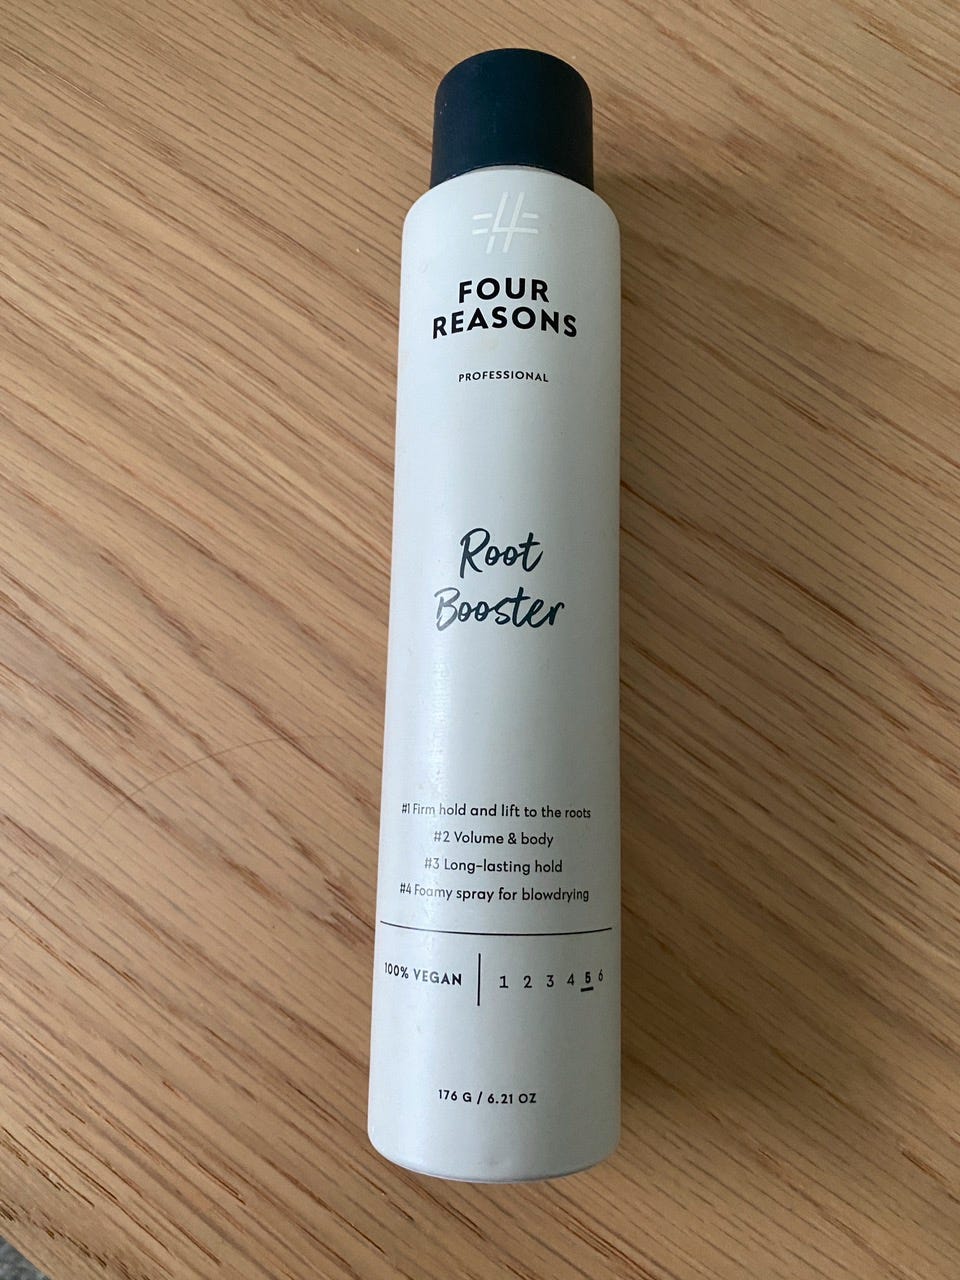 #4
FOUR
REASONS
PROFESSIONAL
Root
Booster
#1 Firm hold and lift to the roots
#2 Volume & body
#3 Long-lasting hold
#4 Foamy spray for blowdrying
100% VEGAN
1 2 3 4 5 6
176 G / 6.21 OZ